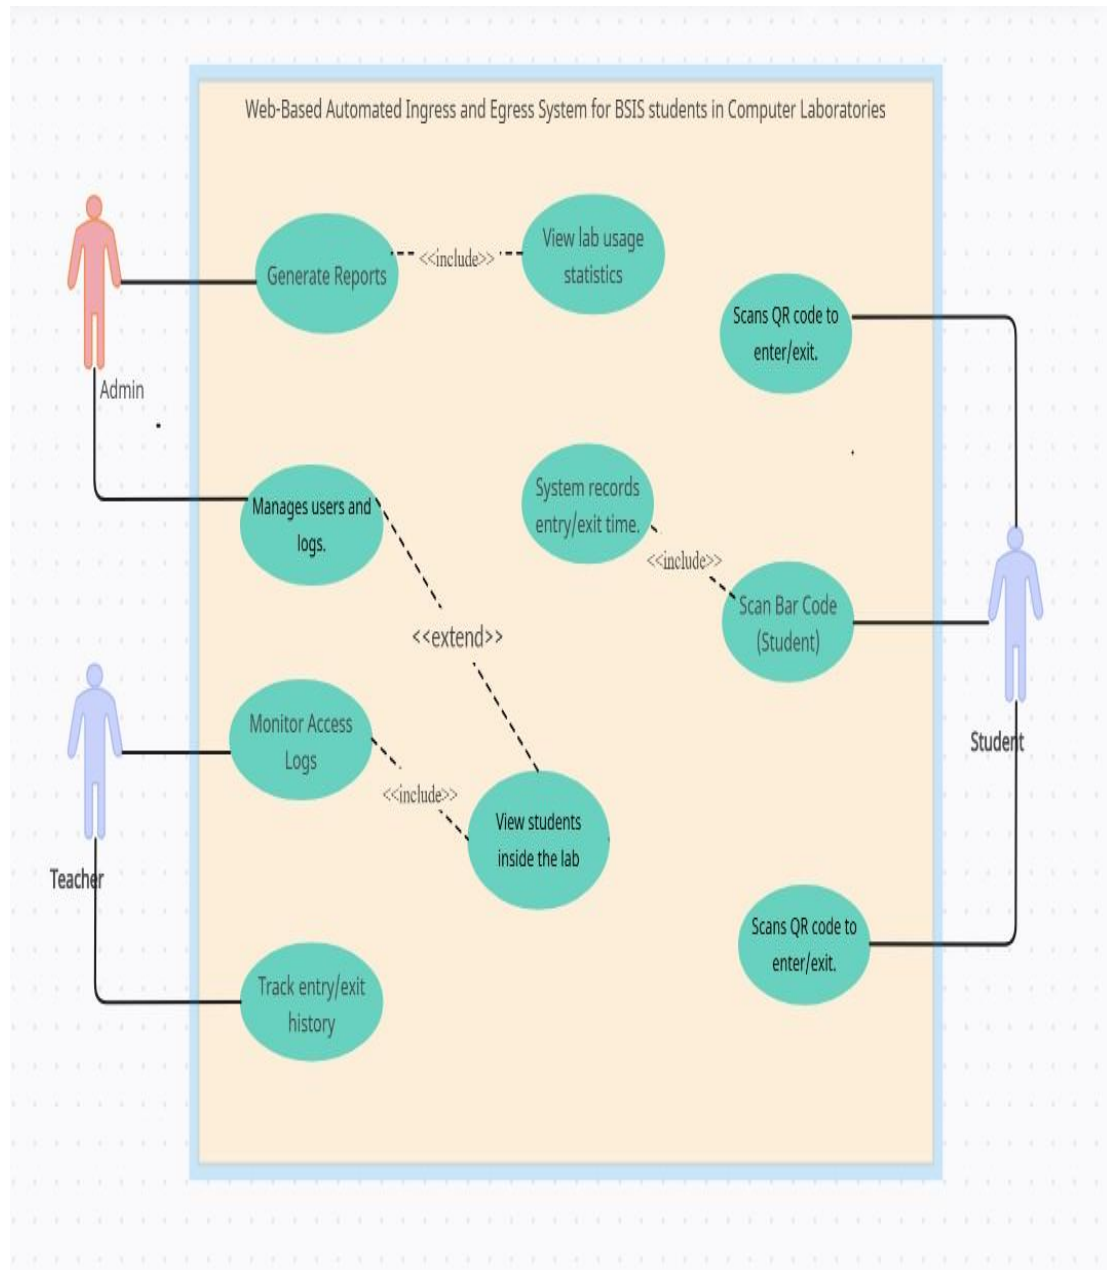 Web-Based Automated Ingress and Egress System for BSIS students in Computer Laboratories
View lab usage
statistics
<<include>>
Generate Reports
Scans QR code to
enter/exit.
Admin
System records
entry/exit time.
Manages users and
logs.
<<include>>
Scan Bar Code
(Student)
<<extend>>
Monitor Access
Logs
Student
<<include>>
View students
inside the lab
Teacher
Scans QR code to
enter/exit.
Track entry/exit
history